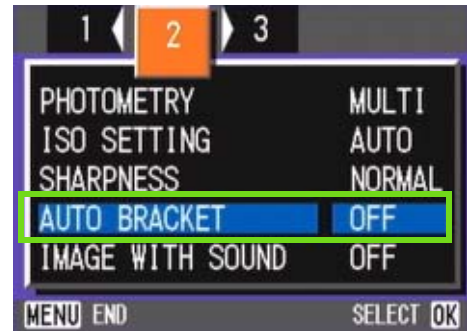 1 2 3
PHOTOMETRY MULTI
ISO SETTING AUTO
SHARPNESS NORMAL
AUTO BRACKET OFF
IMAGE WITH SOUND OFF
MENU END SELECT OK